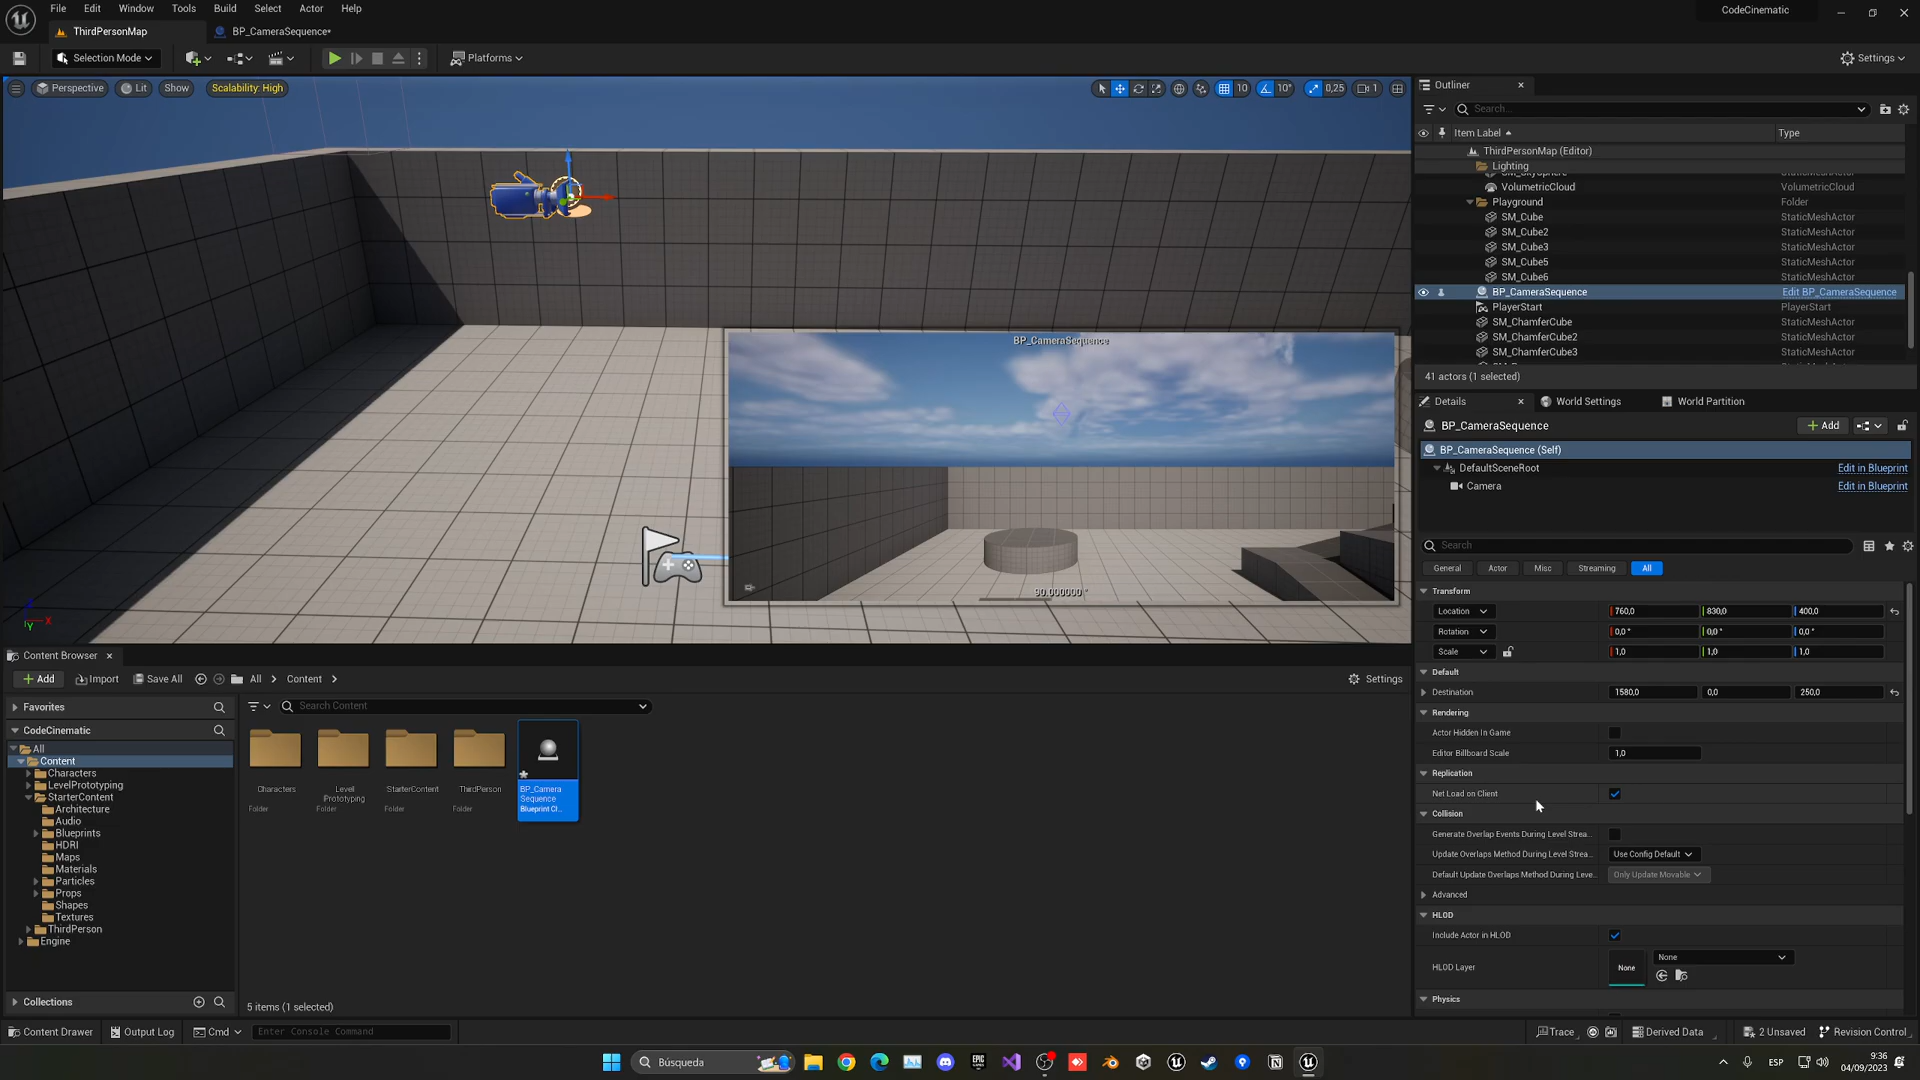 File Edit Window Tools Build Select Actor Help
CodeCinematic
ThirdPersonMap
BP_CameraSequence*
Selection Mode
Platforms
Settings
Perspective
Lit
Show
Scalability: High
10
10°
0,25
1
BP_CameraSequence
90.000000 °
X
Y
Outliner
Search...
Item Label
Type
ThirdPersonMap (Editor)
Lighting
SM_SkySphere StaticMeshActor
VolumetricCloud VolumetricCloud
Playground Folder
SM_Cube StaticMeshActor
SM_Cube2 StaticMeshActor
SM_Cube3 StaticMeshActor
SM_Cube5 StaticMeshActor
SM_Cube6 StaticMeshActor
BP_CameraSequence Edit BP_CameraSequence
PlayerStart PlayerStart
SM_ChamferCube StaticMeshActor
SM_ChamferCube2 StaticMeshActor
SM_ChamferCube3 StaticMeshActor
41 actors (1 selected)
Details
World Settings
World Partition
BP_CameraSequence
Add
BP_CameraSequence (Self)
DefaultSceneRoot Edit in Blueprint
Camera Edit in Blueprint
Search
General Actor Misc Streaming All
Transform
Location 760,0 830,0 400,0
Rotation 0,0 ° 0,0 ° 0,0 °
Scale 1,0 1,0 1,0
Default
Destination 1580,0 0,0 250,0
Rendering
Actor Hidden In Game
Editor Billboard Scale 1,0
Replication
Net Load on Client
Collision
Generate Overlap Events During Level Strea...
Update Overlaps Method During Level Strea... Use Config Default
Default Update Overlaps Method During Leve... Only Update Movable
Advanced
HLOD
Include Actor in HLOD
HLOD Layer None None
Physics
Content Browser
Add Import Save All All Content Settings
Favorites
Search Content
CodeCinematic
All
Content
Characters
LevelPrototyping
StarterContent
Architecture
Audio
Blueprints
HDRI
Maps
Materials
Particles
Props
Shapes
Textures
ThirdPerson
Engine
Collections
Characters
Folder
Level Prototyping
Folder
StarterContent
Folder
ThirdPerson
Folder
BP_Camera
Sequence
Blueprint Cl...
5 items (1 selected)
Content Drawer Output Log Cmd Enter Console Command
Trace Derived Data 2 Unsaved Revision Control
Búsqueda
EPIC GAMES
ESP
9:36
04/09/2023